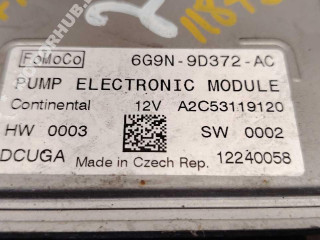 FoMoCo 6G9N-9D372-AC
PUMP ELECTRONIC MODULE
Continental 12V A2C53119120
HW 0003 SW 0002
DCUGA Made in Czech Rep. 12240058